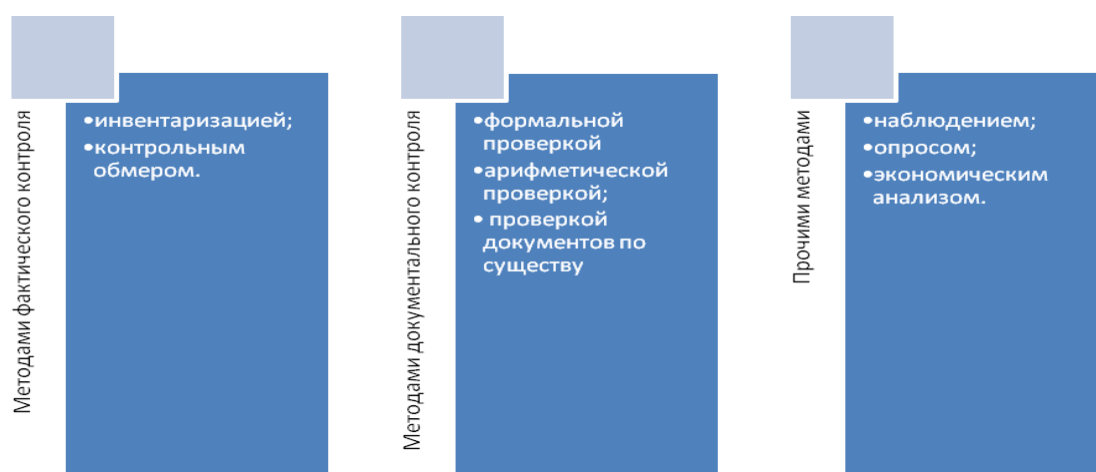 Методами фактического контроля
•инвентаризацией;
•контрольным
обмером.
Методами документального контроля
•формальной
проверкой
•арифметической
проверкой;
• проверкой
документов по
существу
Прочими методами
•наблюдением;
•опросом;
•экономическим
анализом.